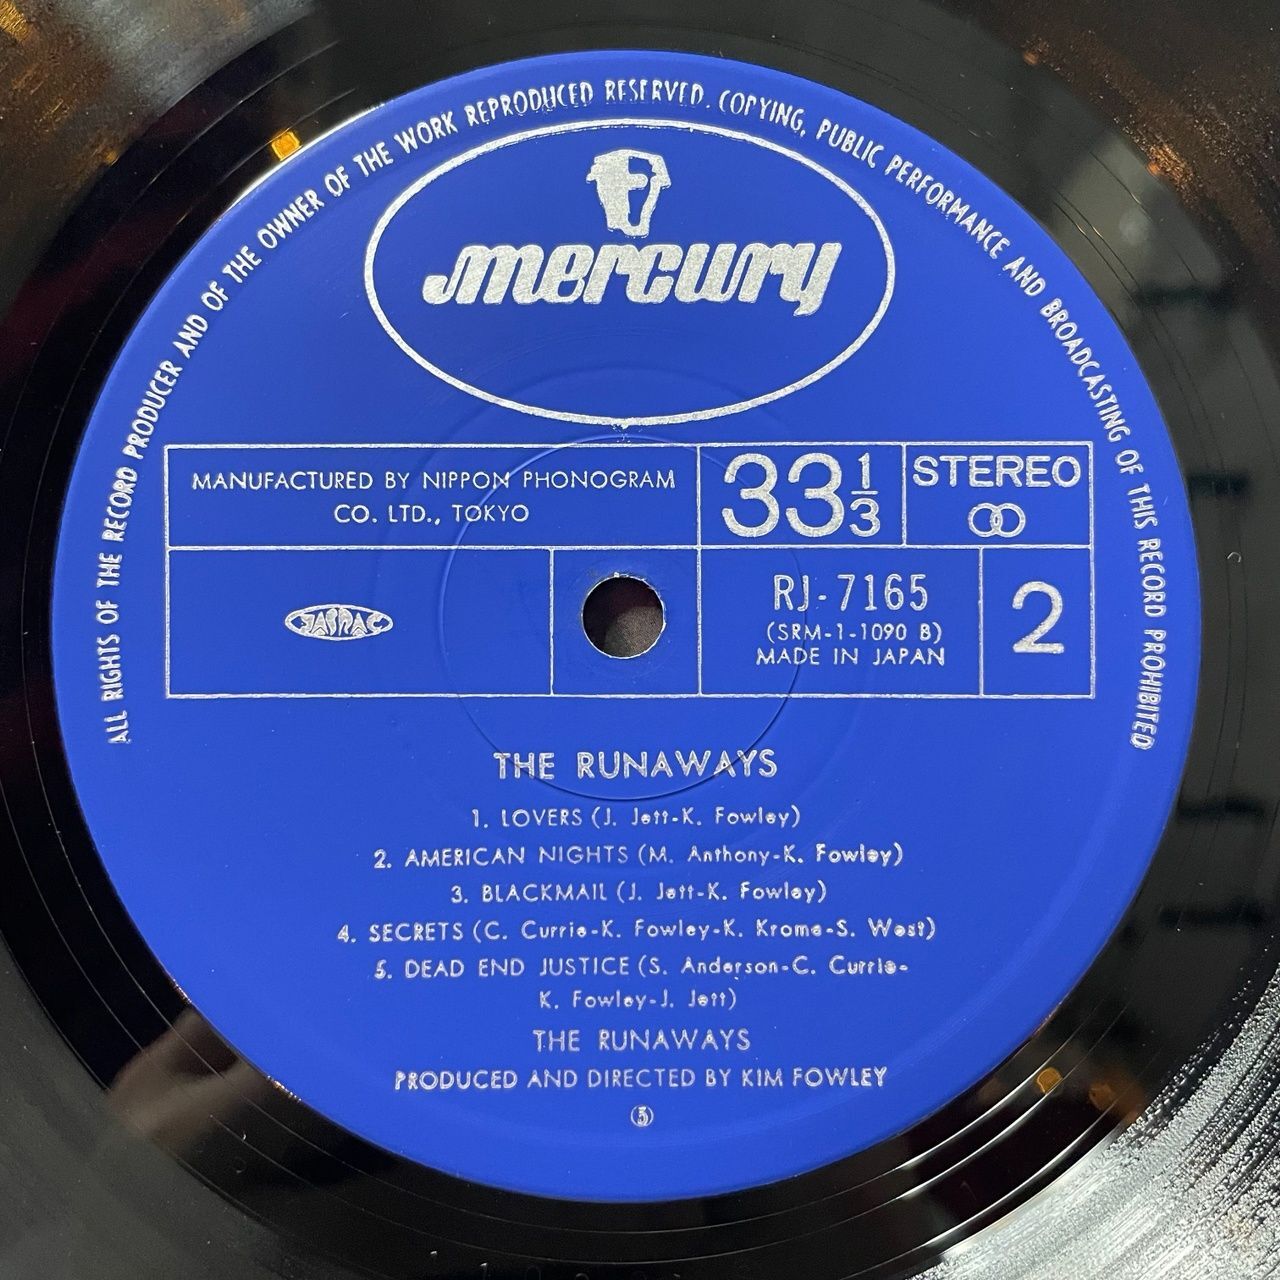 ALL RIGHTS OF THE RECORD PRODUCER AND OF THE OWNER OF THE WORK REPRODUCED RESERVED. COPYING, PUBLIC PERFORMANCE AND BROADCASTING OF THIS RECORD PROHIBITED
mercury
MANUFACTURED BY NIPPON PHONOGRAM
CO. LTD., TOKYO
33 1/3
STEREO
JASRAC
RJ-7165
(SRM-1-1090 B)
MADE IN JAPAN
2
THE RUNAWAYS
1. LOVERS (J. Jett-K. Fowley)
2. AMERICAN NIGHTS (M. Anthony-K. Fowley)
3. BLACKMAIL (J. Jett-K. Fowley)
4. SECRETS (C. Currie-K. Fowley-K. Krome-S. West)
5. DEAD END JUSTICE (S. Anderson-C. Currie-
K. Fowley-J. Jett)
THE RUNAWAYS
PRODUCED AND DIRECTED BY KIM FOWLEY